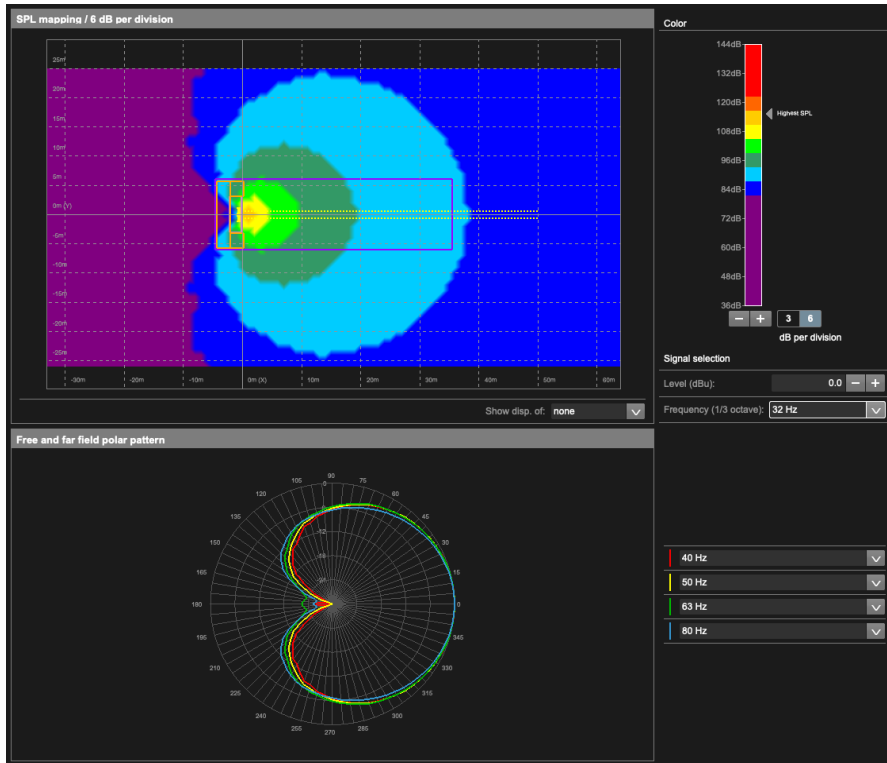 SPL mapping / 6 dB per division
25m
20m
15m
10m
5m
0m (Y)
-5m
-10m
-15m
-20m
-25m
-30m
-20m
-10m
0m (X)
10m
20m
30m
40m
50m
60m
Show disp. of: none
Color
144dB
132dB
120dB
Highest SPL
108dB
96dB
84dB
72dB
60dB
48dB
36dB
− + 3 6
dB per division
Signal selection
Level (dBu): 0.0 − +
Frequency (1/3 octave): 32 Hz
Free and far field polar pattern
90
105
75
120
60
135
45
150
30
165
15
180
0
195
345
210
330
225
315
240
300
255
285
270
0
-12
40 Hz
50 Hz
63 Hz
80 Hz